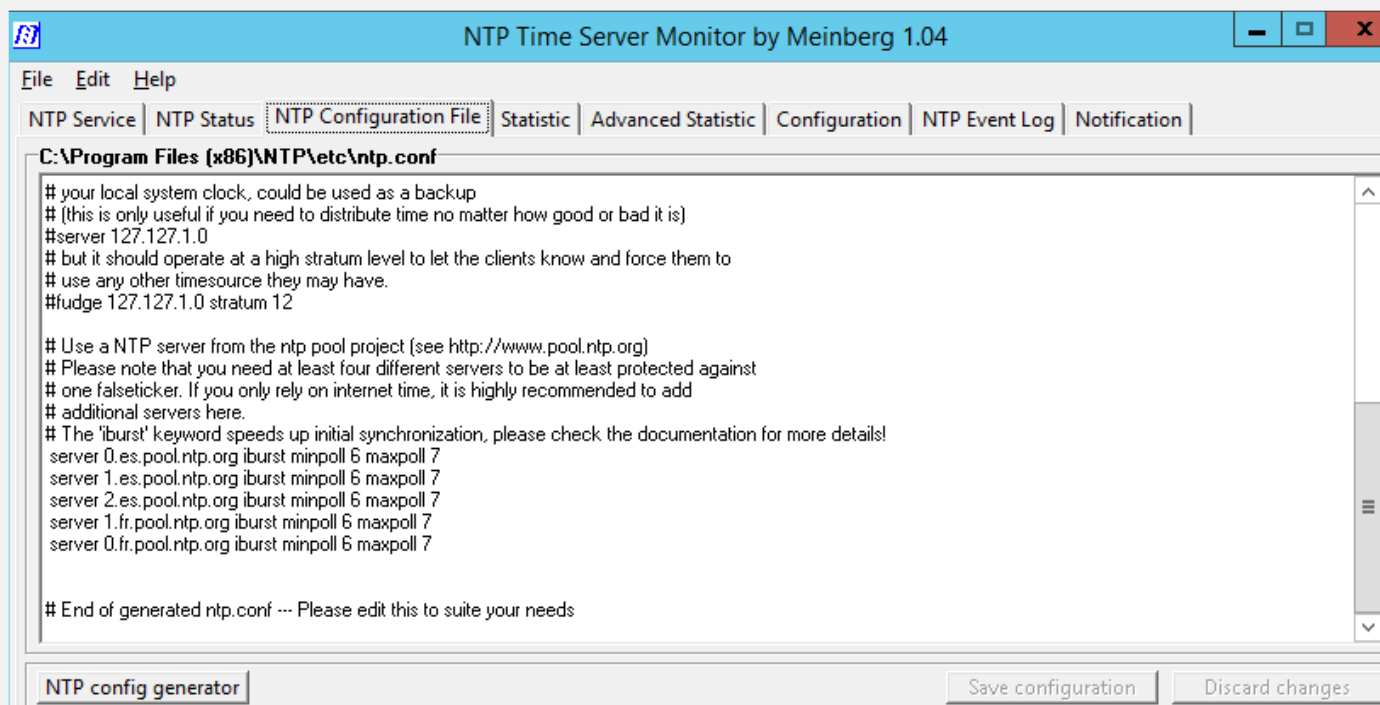 NTP Time Server Monitor by Meinberg 1.04
File Edit Help
NTP Service NTP Status NTP Configuration File Statistic Advanced Statistic Configuration NTP Event Log Notification
C:\Program Files (x86)\NTP\etc\ntp.conf
# your local system clock, could be used as a backup
# (this is only useful if you need to distribute time no matter how good or bad it is)
#server 127.127.1.0
# but it should operate at a high stratum level to let the clients know and force them to
# use any other timesource they may have.
#fudge 127.127.1.0 stratum 12
# Use a NTP server from the ntp pool project (see http://www.pool.ntp.org)
# Please note that you need at least four different servers to be at least protected against
# one falseticker. If you only rely on internet time, it is highly recommended to add
# additional servers here.
# The 'iburst' keyword speeds up initial synchronization, please check the documentation for more details!
server 0.es.pool.ntp.org iburst minpoll 6 maxpoll 7
server 1.es.pool.ntp.org iburst minpoll 6 maxpoll 7
server 2.es.pool.ntp.org iburst minpoll 6 maxpoll 7
server 1.fr.pool.ntp.org iburst minpoll 6 maxpoll 7
server 0.fr.pool.ntp.org iburst minpoll 6 maxpoll 7
# End of generated ntp.conf --- Please edit this to suite your needs
NTP config generator Save configuration Discard changes